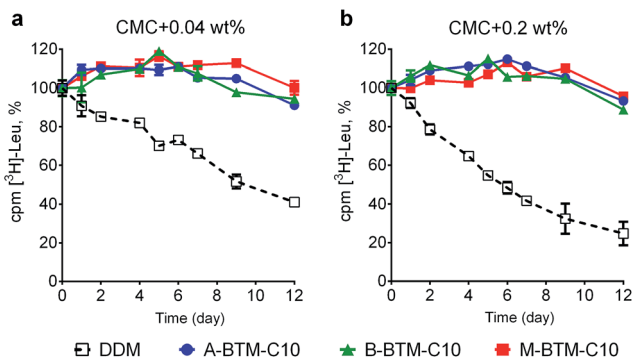 a
CMC+0.04 wt%
cpm [³H]-Leu, %
120
100
80
60
40
20
0
0 2 4 6 8 10 12
Time (day)
b
CMC+0.2 wt%
cpm [³H]-Leu, %
120
100
80
60
40
20
0
0 2 4 6 8 10 12
Time (day)
DDM A-BTM-C10 B-BTM-C10 M-BTM-C10